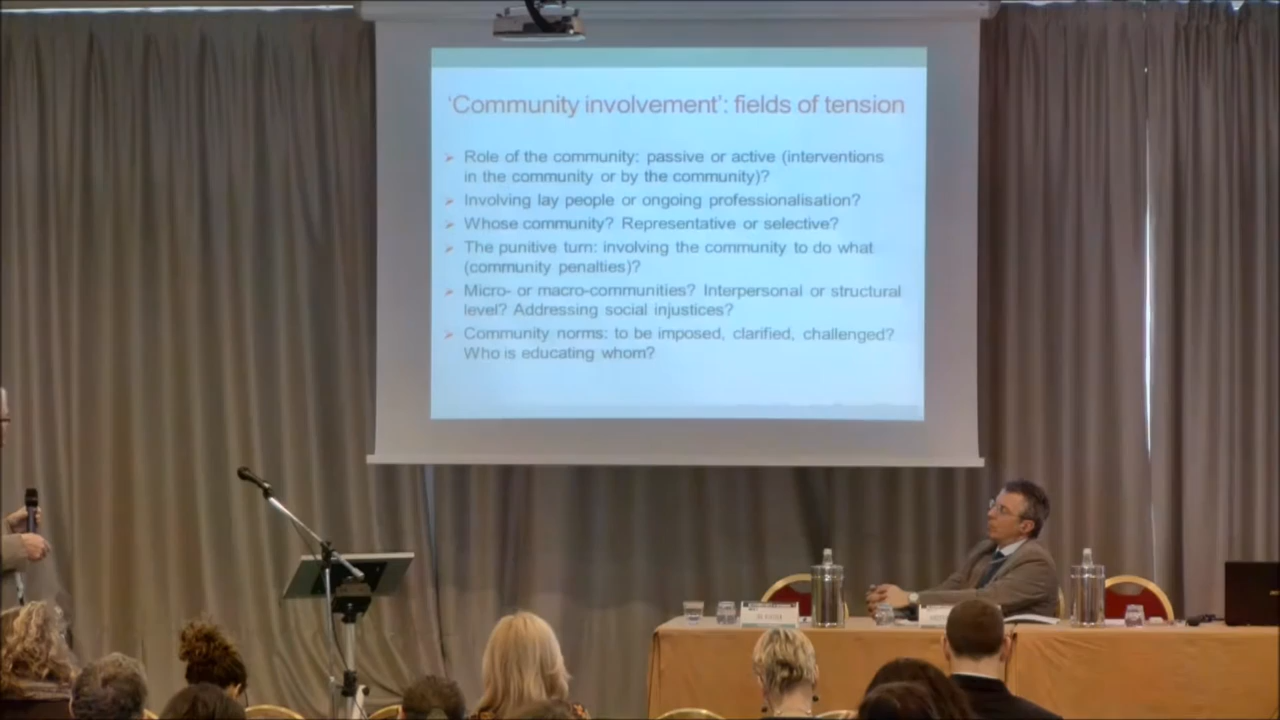 'Community involvement': fields of tension
➢ Role of the community: passive or active (interventions
in the community or by the community)?
➢ Involving lay people or ongoing professionalisation?
➢ Whose community? Representative or selective?
➢ The punitive turn: involving the community to do what
(community penalties)?
➢ Micro- or macro-communities? Interpersonal or structural
level? Addressing social injustices?
➢ Community norms: to be imposed, clarified, challenged?
Who is educating whom?